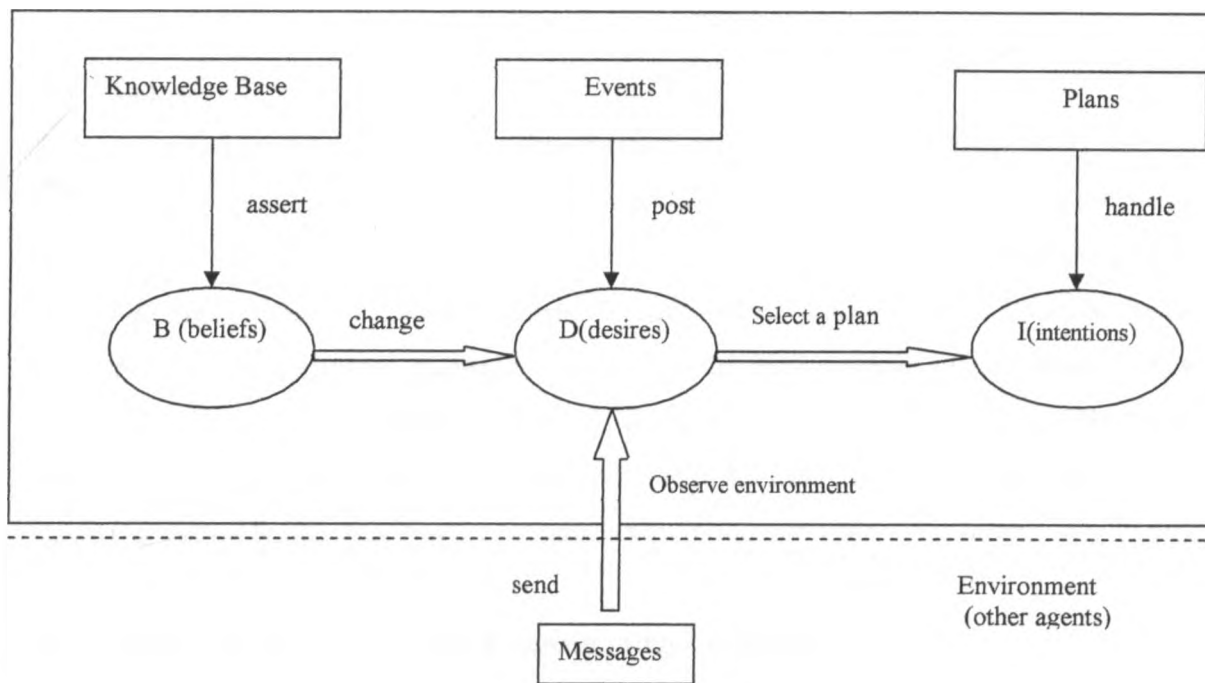 Knowledge Base
Events
Plans
assert
post
handle
B (beliefs)
change
D(desires)
Select a plan
I(intentions)
Observe environment
send
Environment
(other agents)
Messages